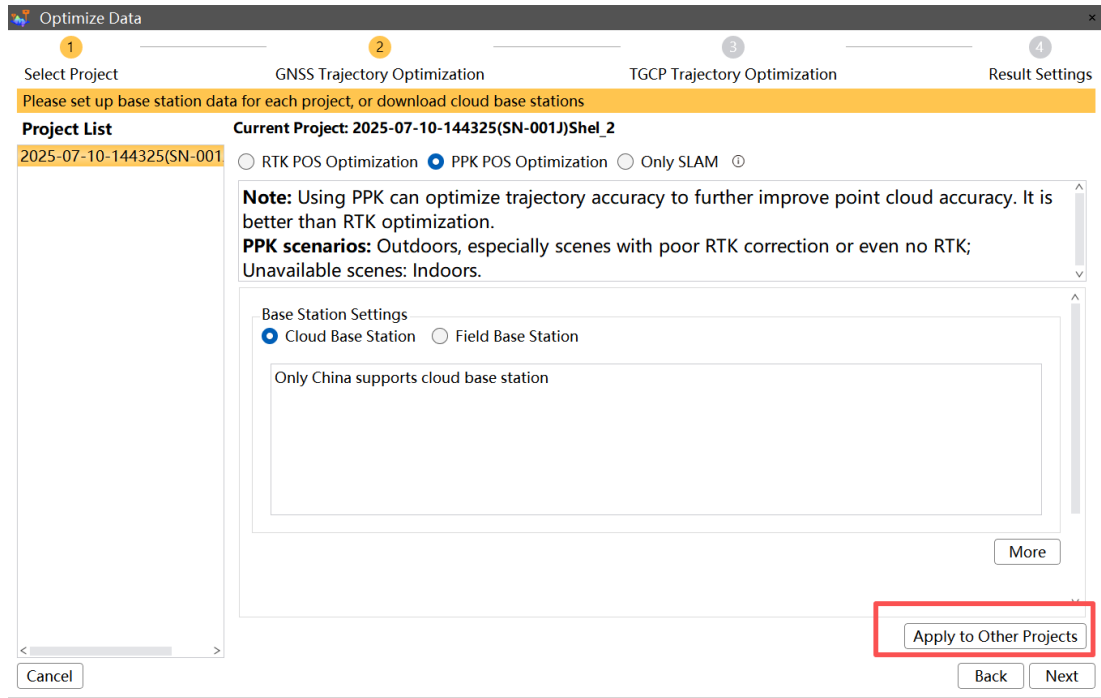 Optimize Data
×
1
2
3
4
Select Project
GNSS Trajectory Optimization
TGCP Trajectory Optimization
Result Settings
Please set up base station data for each project, or download cloud base stations
Project List
Current Project: 2025-07-10-144325(SN-001J)Shel_2
2025-07-10-144325(SN-001
RTK POS Optimization
PPK POS Optimization
Only SLAM
Note: Using PPK can optimize trajectory accuracy to further improve point cloud accuracy. It is
better than RTK optimization.
PPK scenarios: Outdoors, especially scenes with poor RTK correction or even no RTK;
Unavailable scenes: Indoors.
Base Station Settings
Cloud Base Station
Field Base Station
Only China supports cloud base station
More
Apply to Other Projects
Cancel
Back
Next